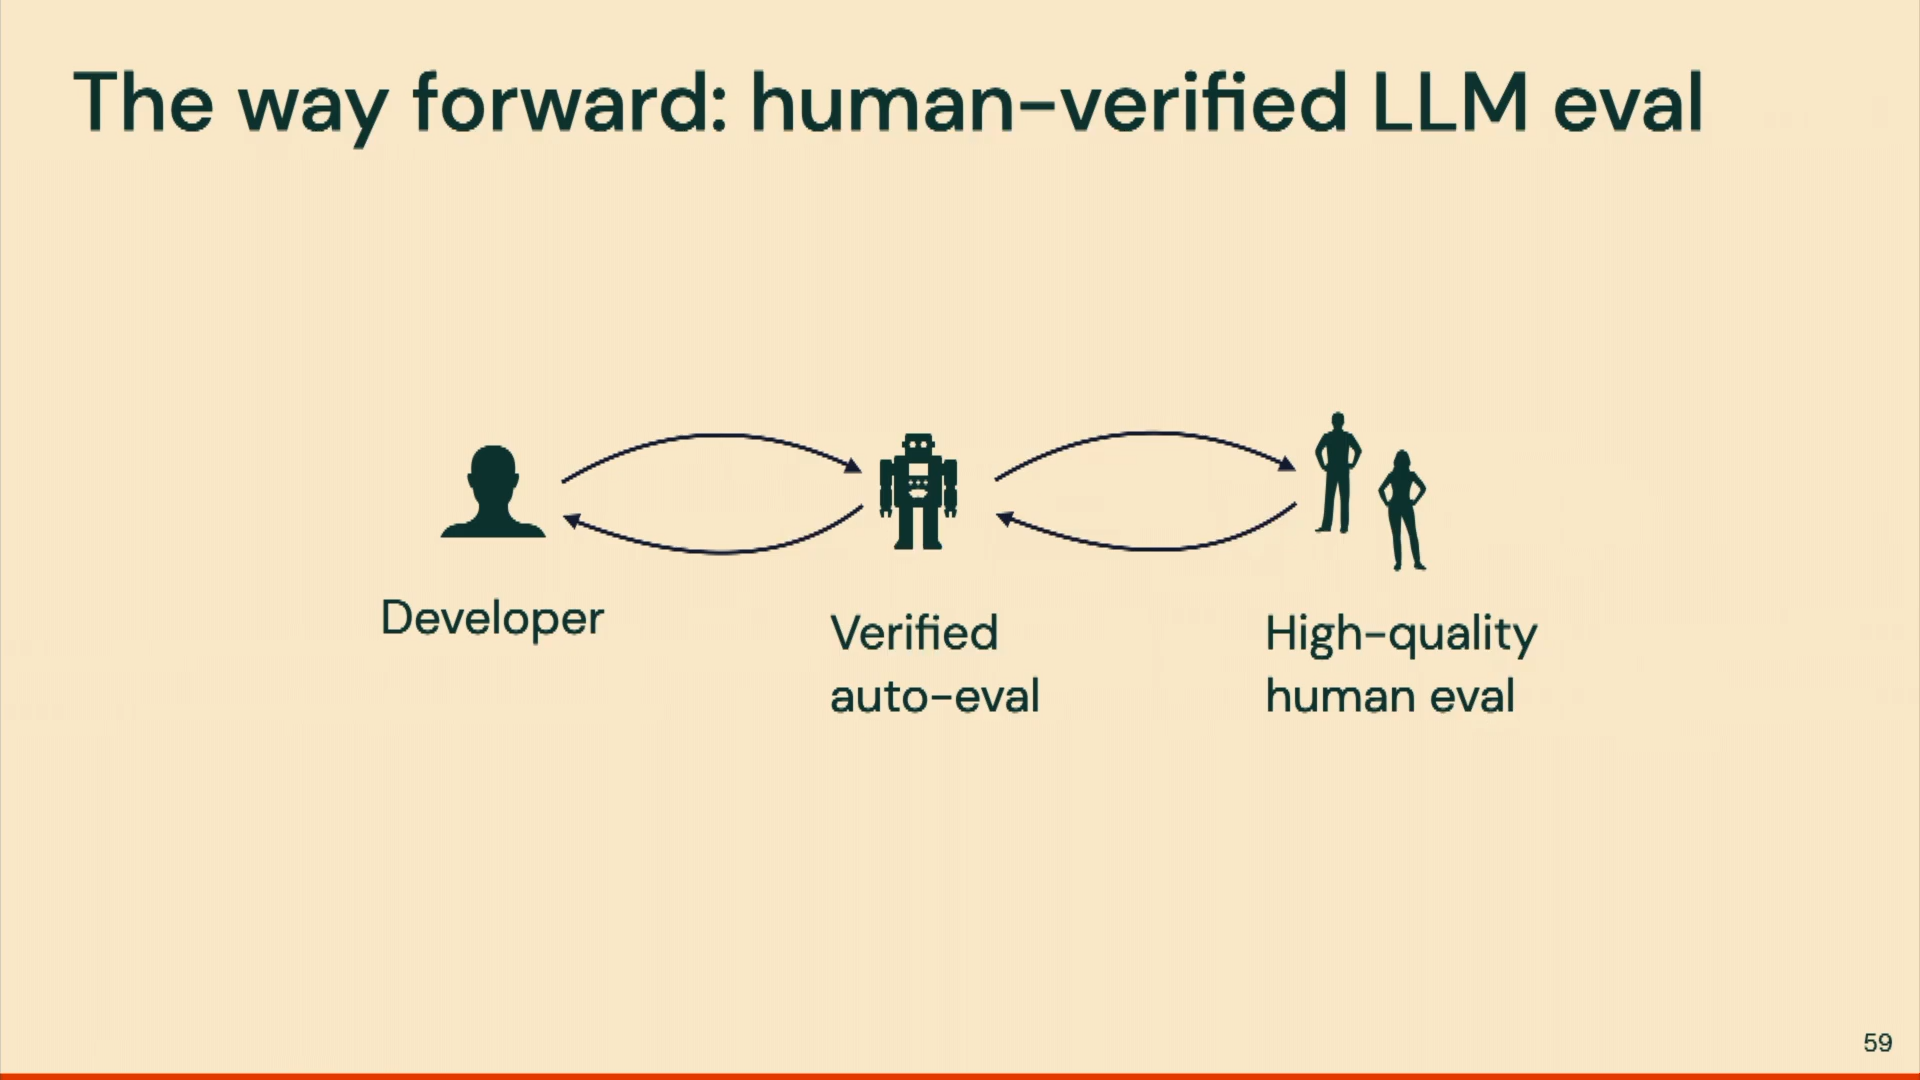 The way forward: human-verified LLM eval
Developer
Verified
auto-eval
High-quality
human eval
59